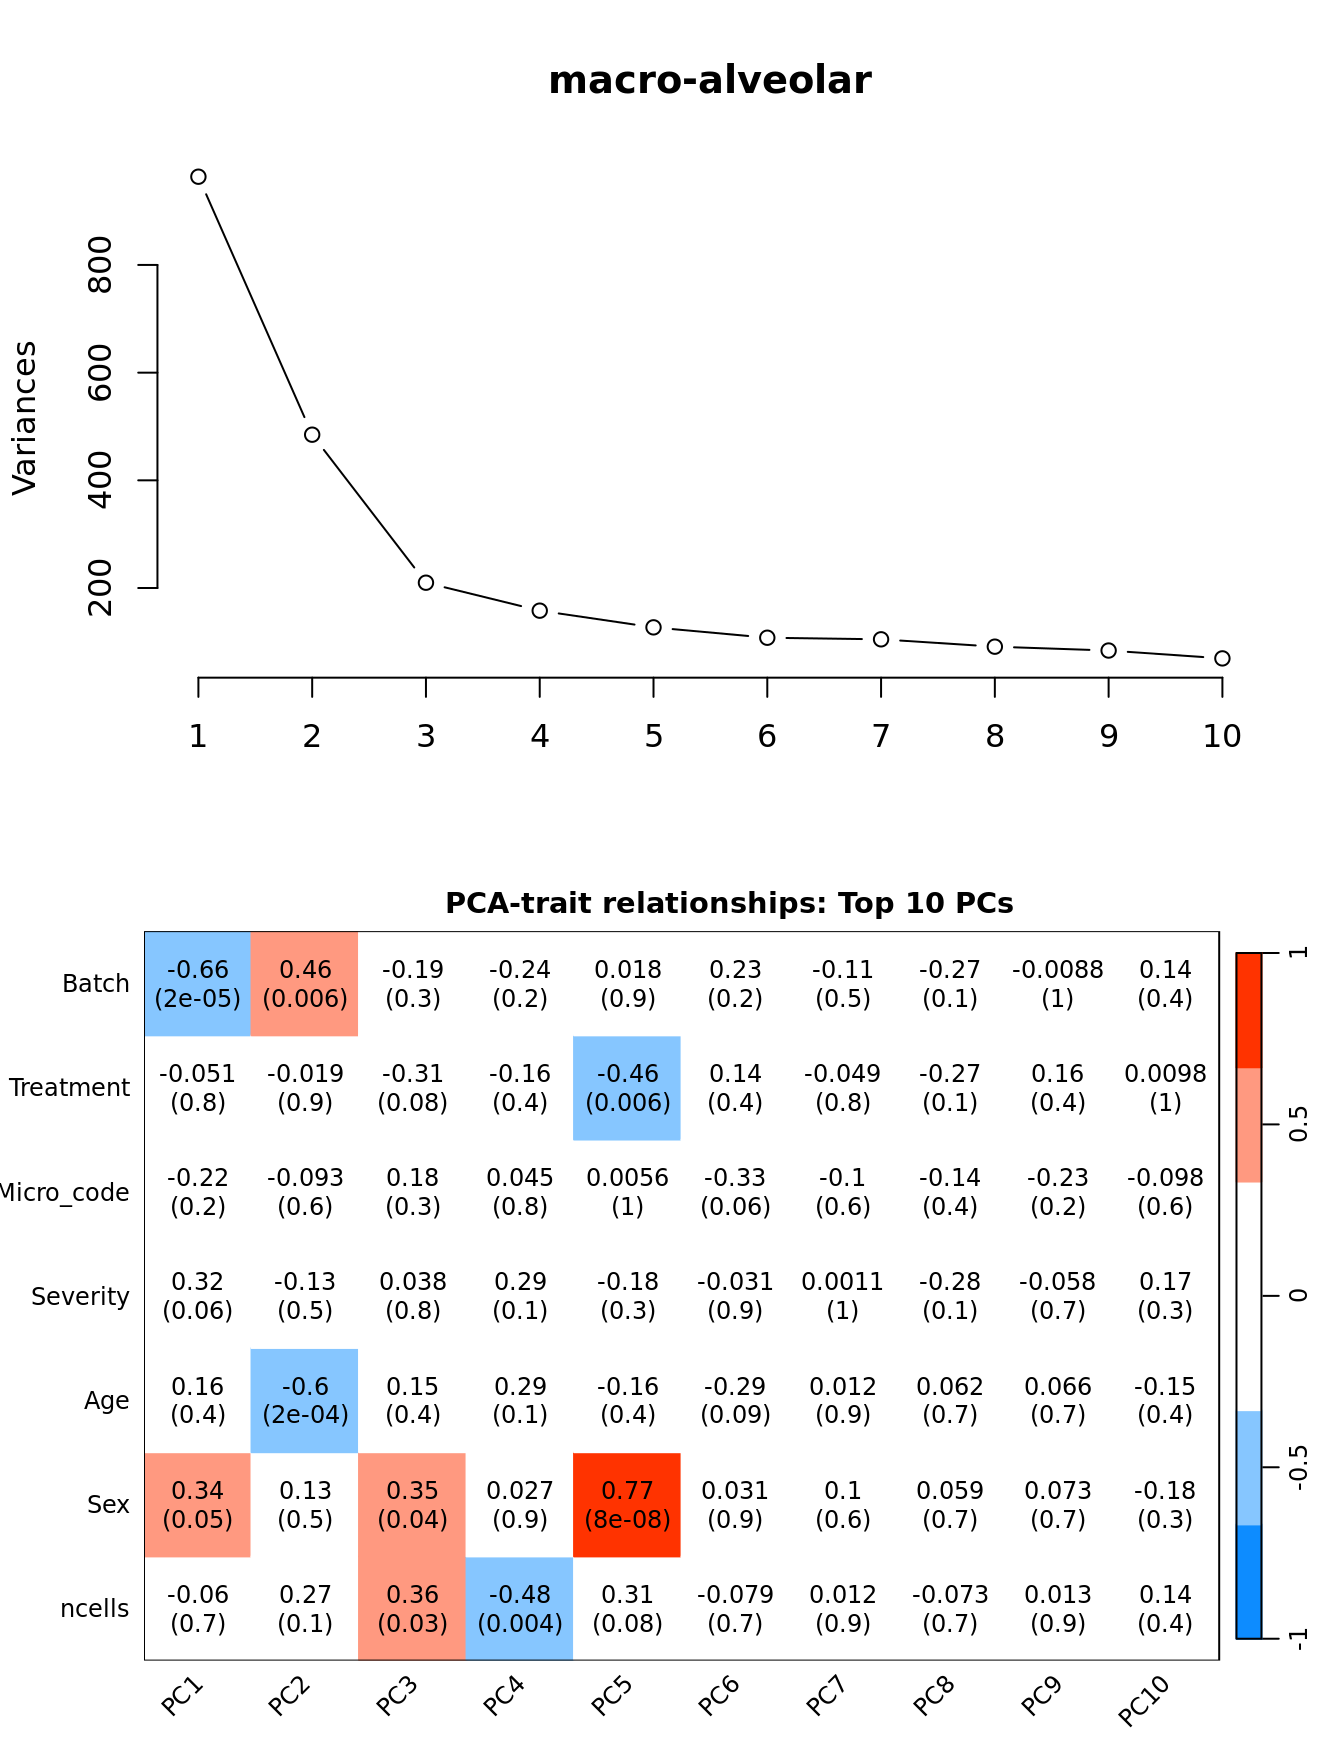 macro-alveolar
Variances
800
600
400
200
1 2 3 4 5 6 7 8 9 10
PCA-trait relationships: Top 10 PCs
Batch -0.66 0.46 -0.19 -0.24 0.018 0.23 -0.11 -0.27 -0.0088 0.14
(2e-05) (0.006) (0.3) (0.2) (0.9) (0.2) (0.5) (0.1) (1) (0.4)
Treatment -0.051 -0.019 -0.31 -0.16 -0.46 0.14 -0.049 -0.27 0.16 0.0098
(0.8) (0.9) (0.08) (0.4) (0.006) (0.4) (0.8) (0.1) (0.4) (1)
Micro_code -0.22 -0.093 0.18 0.045 0.0056 -0.33 -0.1 -0.14 -0.23 -0.098
(0.2) (0.6) (0.3) (0.8) (1) (0.06) (0.6) (0.4) (0.2) (0.6)
Severity 0.32 -0.13 0.038 0.29 -0.18 -0.031 0.0011 -0.28 -0.058 0.17
(0.06) (0.5) (0.8) (0.1) (0.3) (0.9) (1) (0.1) (0.7) (0.3)
Age 0.16 -0.6 0.15 0.29 -0.16 -0.29 0.012 0.062 0.066 -0.15
(0.4) (2e-04) (0.4) (0.1) (0.4) (0.09) (0.9) (0.7) (0.7) (0.4)
Sex 0.34 0.13 0.35 0.027 0.77 0.031 0.1 0.059 0.073 -0.18
(0.05) (0.5) (0.04) (0.9) (8e-08) (0.9) (0.6) (0.7) (0.7) (0.3)
ncells -0.06 0.27 0.36 -0.48 0.31 -0.079 0.012 -0.073 0.013 0.14
(0.7) (0.1) (0.03) (0.004) (0.08) (0.7) (0.9) (0.7) (0.9) (0.4)
PC1 PC2 PC3 PC4 PC5 PC6 PC7 PC8 PC9 PC10
1
0.5
0
-0.5
-1